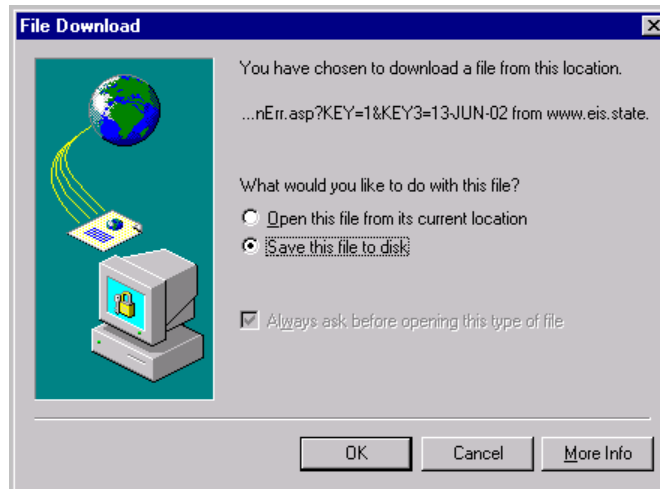 File Download
You have chosen to download a file from this location.
...nErr.asp?KEY=1&KEY3=13-JUN-02 from www.eis.state.
What would you like to do with this file?
Open this file from its current location
Save this file to disk
Always ask before opening this type of file
OK
Cancel
More Info